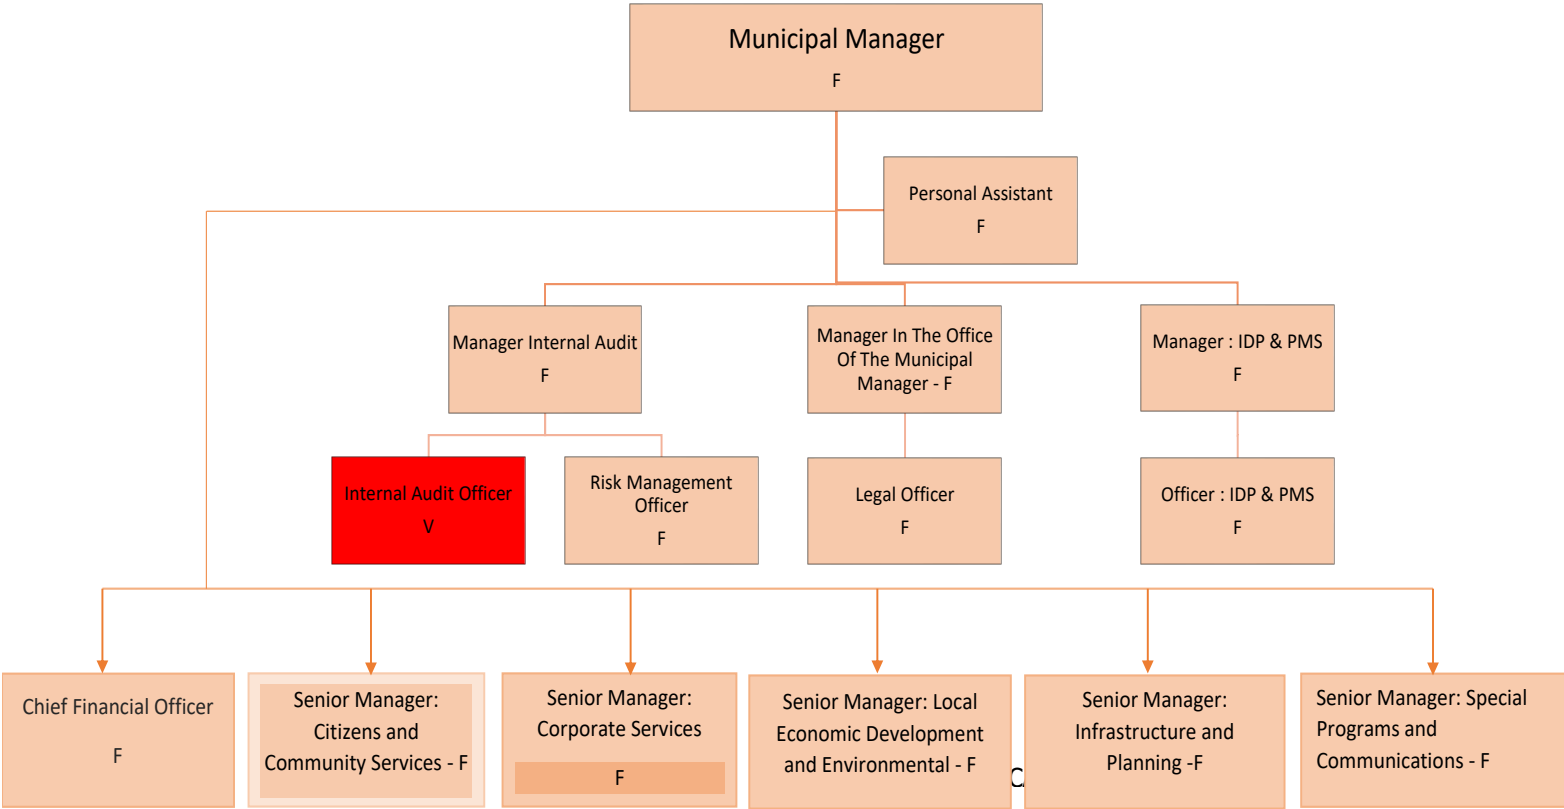 Municipal Manager
F
Personal Assistant
F
Manager Internal Audit
F
Manager In The Office
Of The Municipal
Manager - F
Manager : IDP & PMS
F
Internal Audit Officer
V
Risk Management
Officer
F
Legal Officer
F
Officer : IDP & PMS
F
Chief Financial Officer
F
Senior Manager:
Citizens and
Community Services - F
Senior Manager:
Corporate Services
F
Senior Manager: Local
Economic Development
and Environmental - F
Senior Manager:
Infrastructure and
Planning -F
Senior Manager: Special
Programs and
Communications - F